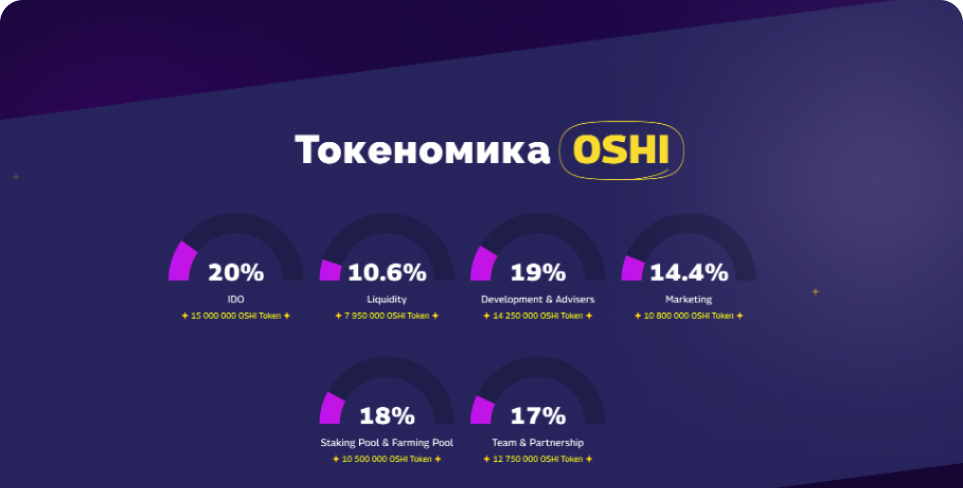 Токеномика OSHI
20% 10.6% 19% 14.4%
IDO Liquidity Development & Advisers Marketing
15 000 000 OSHI Token 7 950 000 OSHI Token 14 250 000 OSHI Token 10 800 000 OSHI Token
18% 17%
Staking Pool & Farming Pool Team & Partnership
10 500 000 OSHI Token 12 750 000 OSHI Token